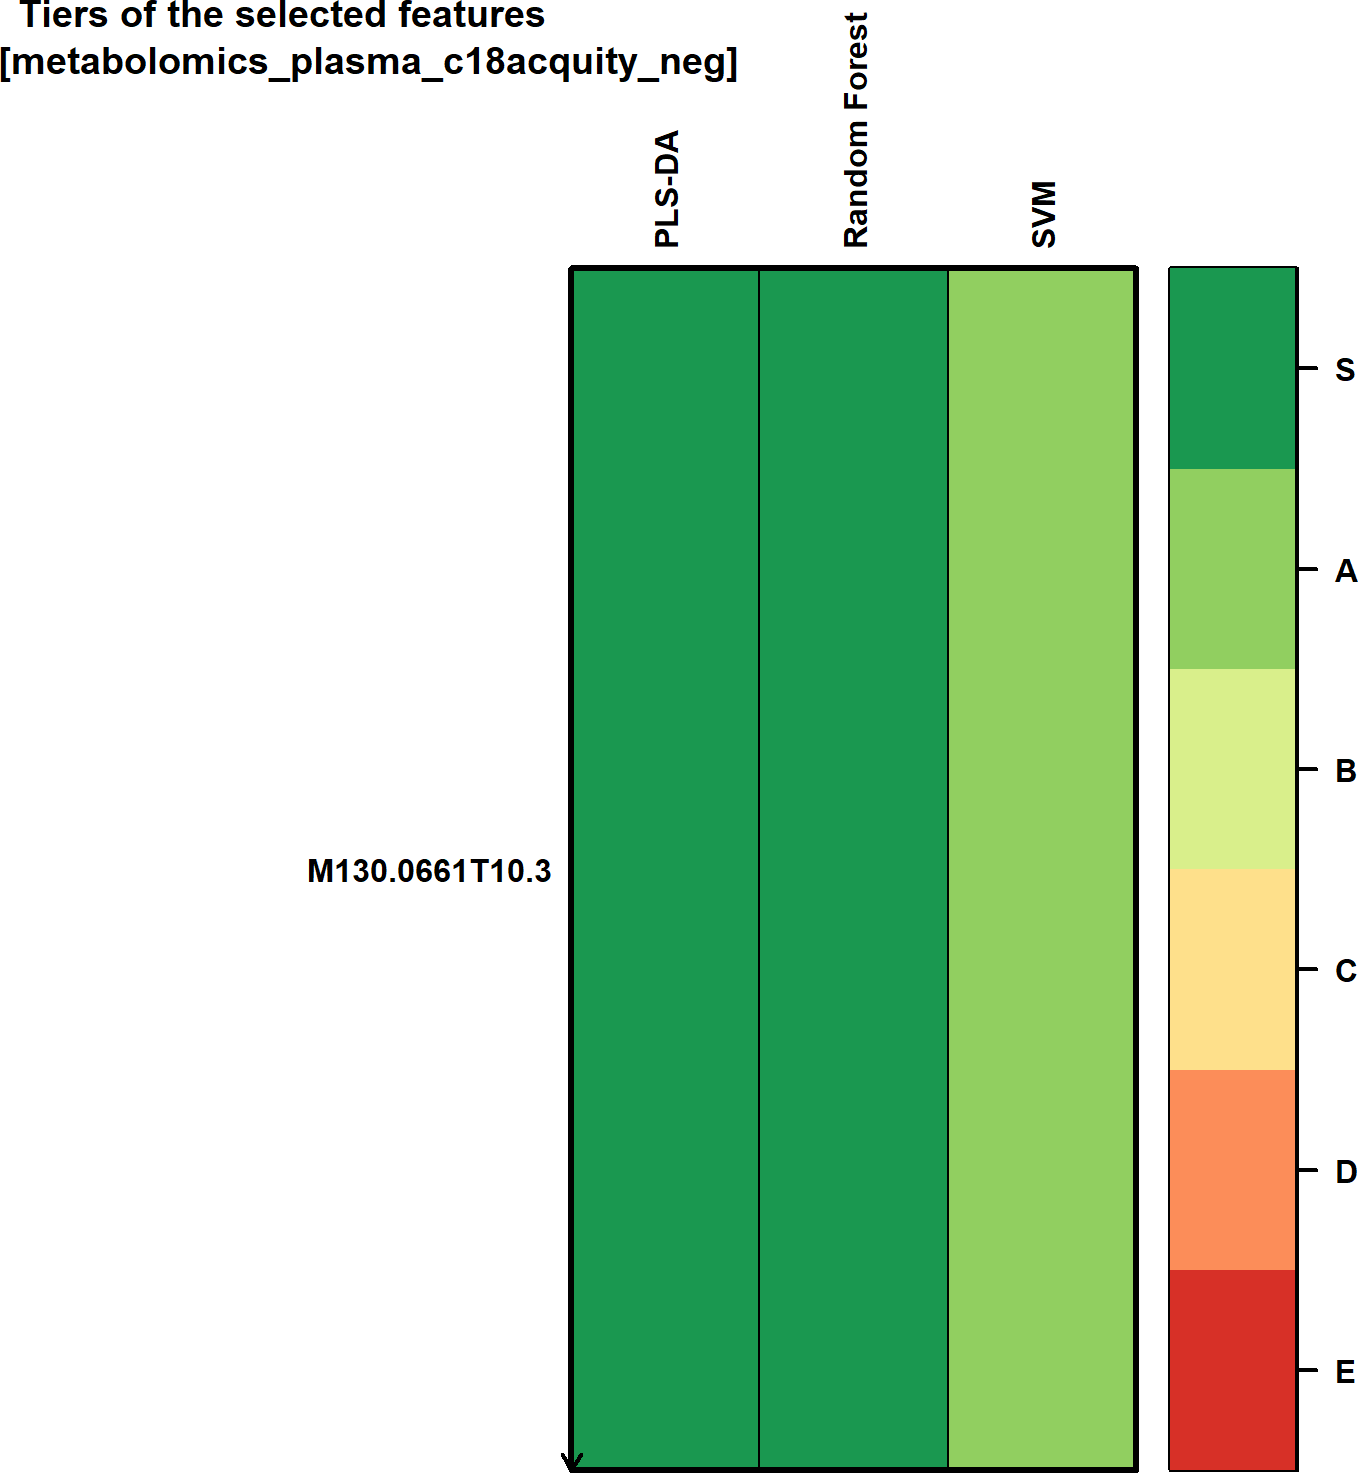 Tiers of the selected features
[metabolomics_plasma_c18acquity_neg]
PLS-DA
Random Forest
SVM
M130.0661T10.3
S
A
B
C
D
E